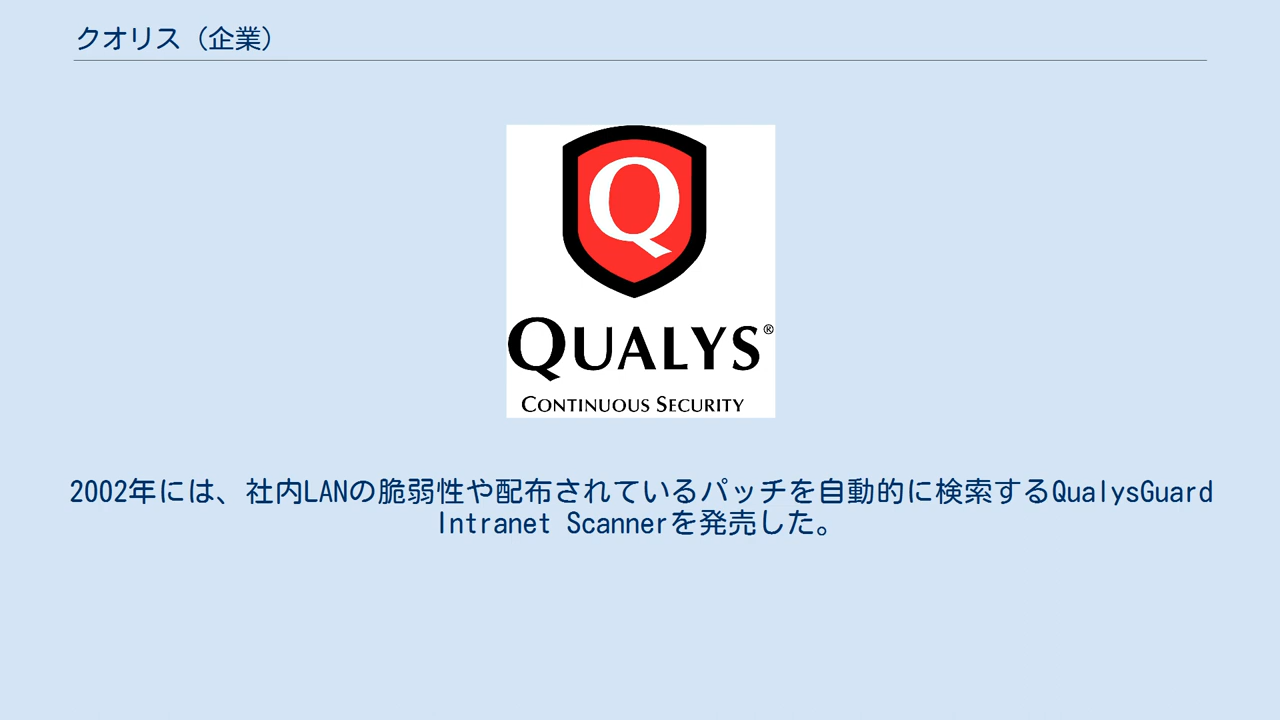 クオリス（企業）
Q
QUALYS®
CONTINUOUS SECURITY
2002年には、社内LANの脆弱性や配布されているパッチを自動的に検索するQualysGuard
Intranet Scannerを発売した。